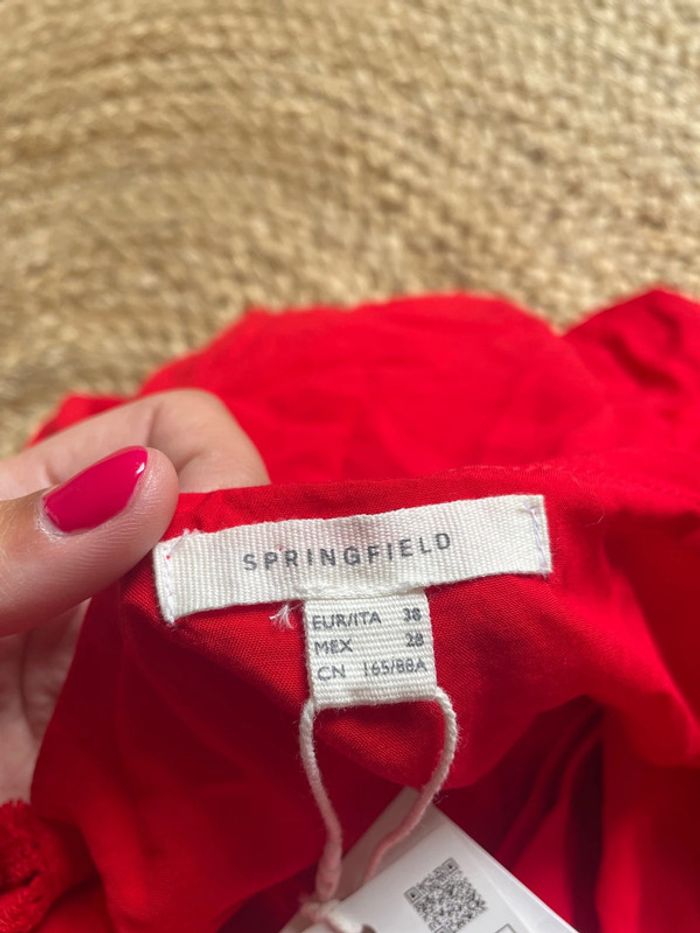 SPRINGFIELD
EUR/ITA 38
MEX 28
CN 165/88A